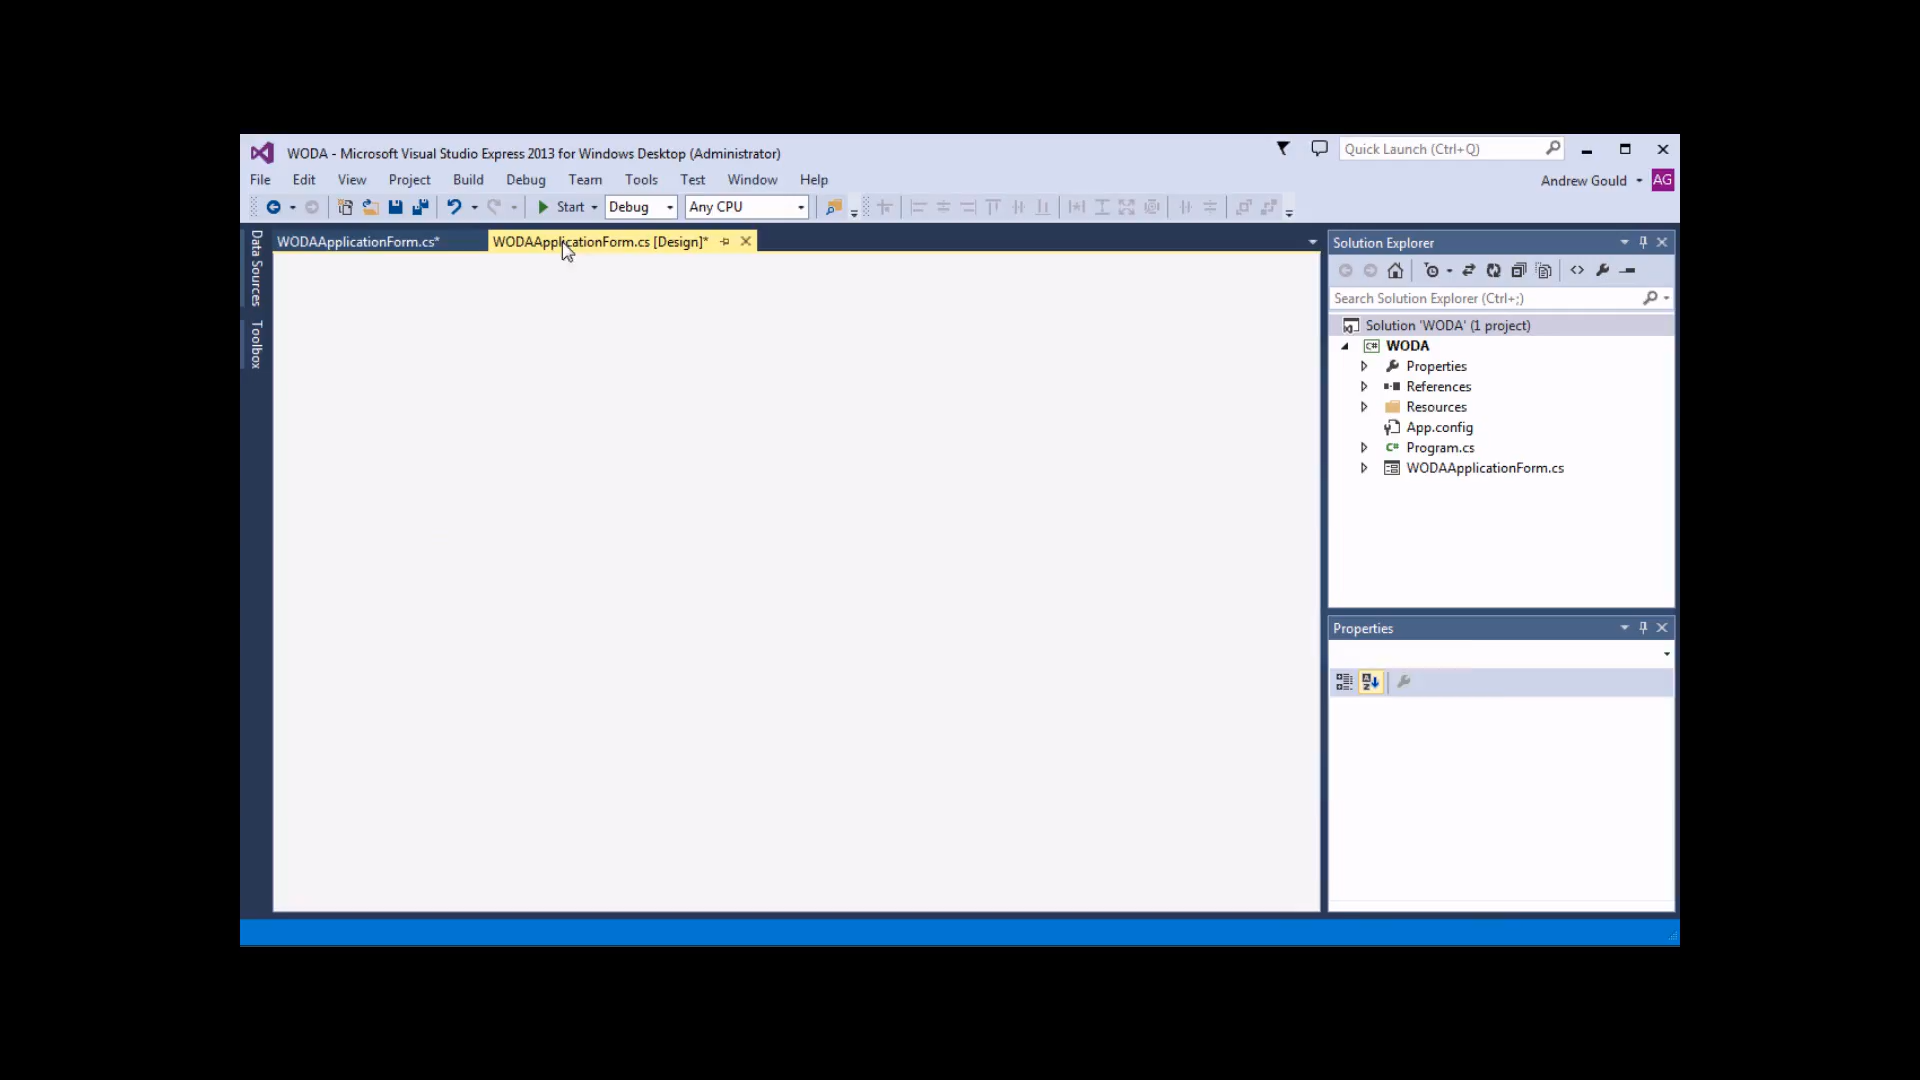 WODA - Microsoft Visual Studio Express 2013 for Windows Desktop (Administrator)
Quick Launch (Ctrl+Q)
File Edit View Project Build Debug Team Tools Test Window Help
Andrew Gould AG
Start Debug Any CPU
WODAApplicationForm.cs*
WODAApplicationForm.cs [Design]*
Data Sources
Toolbox
Solution Explorer
Search Solution Explorer (Ctrl+;)
Solution 'WODA' (1 project)
C# WODA
Properties
References
Resources
App.config
C# Program.cs
WODAApplicationForm.cs
Properties